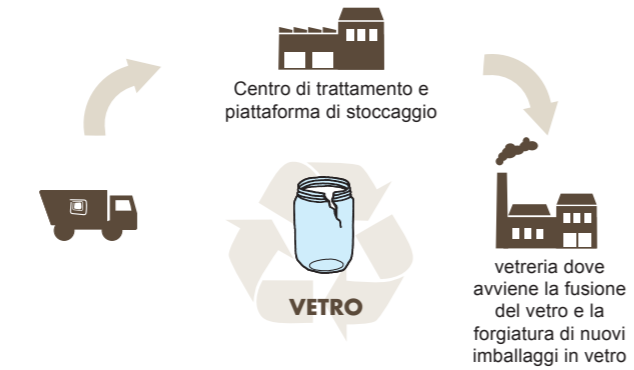 Centro di trattamento e
piattaforma di stoccaggio
VETRO
vetreria dove
avviene la fusione
del vetro e la
forgiatura di nuovi
imballaggi in vetro